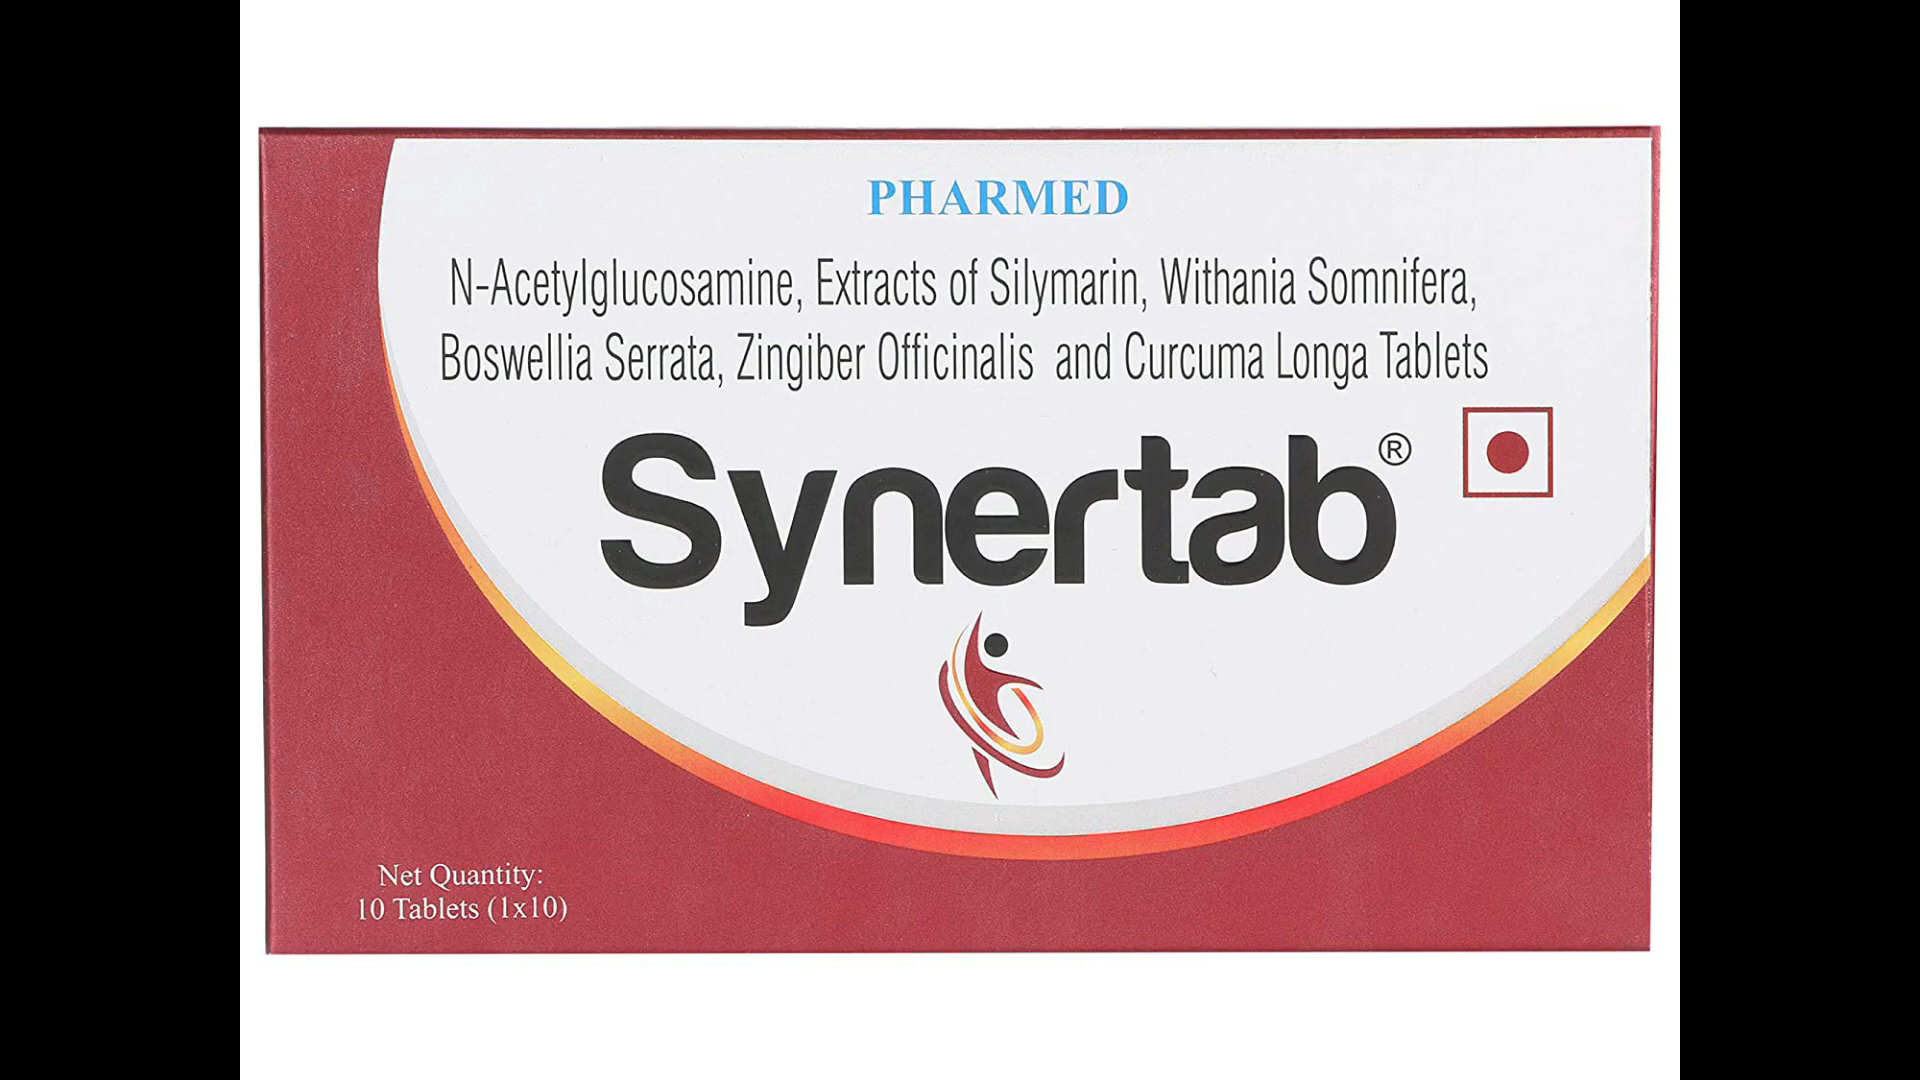 PHARMED
N-Acetylglucosamine, Extracts of Silymarin, Withania Somnifera,
Boswellia Serrata, Zingiber Officinalis and Curcuma Longa Tablets
Synertab®
Net Quantity:
10 Tablets (1x10)